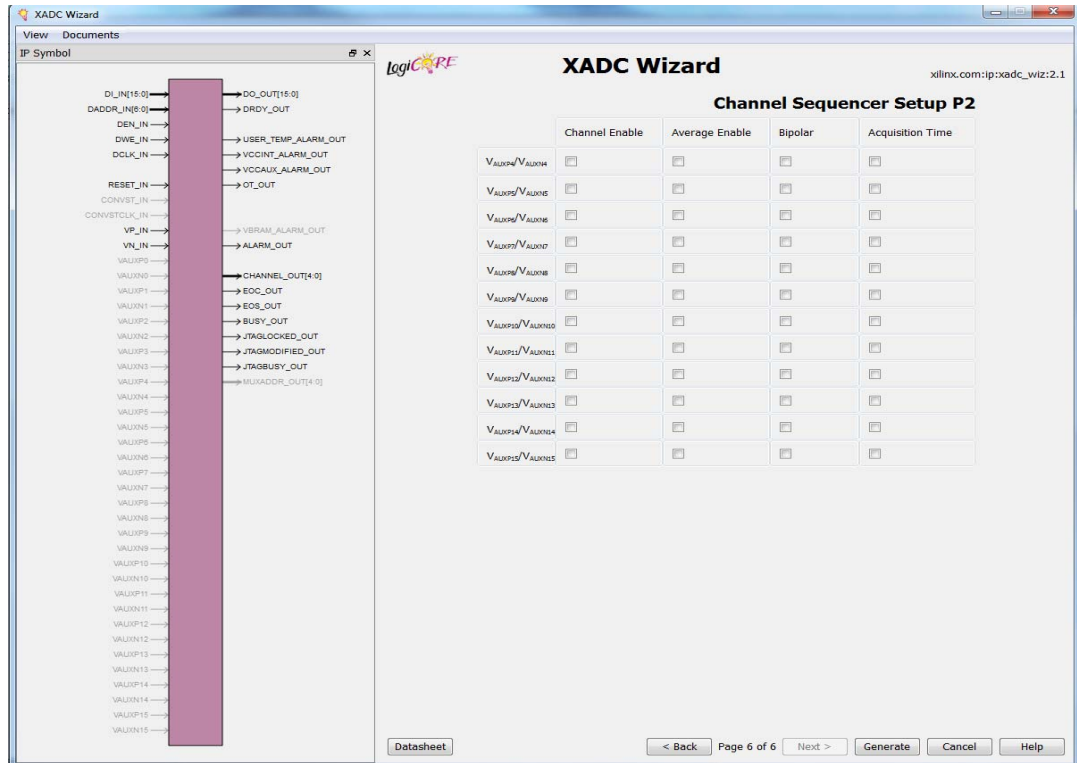 XADC Wizard
View Documents
IP Symbol
DI_IN[15:0]
DADDR_IN[6:0]
DEN_IN
DWE_IN
DCLK_IN
RESET_IN
CONVST_IN
CONVSTCLK_IN
VP_IN
VN_IN
VAUXP0
VAUXN0
VAUXP1
VAUXN1
VAUXP2
VAUXN2
VAUXP3
VAUXN3
VAUXP4
VAUXN4
VAUXP5
VAUXN5
VAUXP6
VAUXN6
VAUXP7
VAUXN7
VAUXP8
VAUXN8
VAUXP9
VAUXN9
VAUXP10
VAUXN10
VAUXP11
VAUXN11
VAUXP12
VAUXN12
VAUXP13
VAUXN13
VAUXP14
VAUXN14
VAUXP15
VAUXN15
DO_OUT[15:0]
DRDY_OUT
USER_TEMP_ALARM_OUT
VCCINT_ALARM_OUT
VCCAUX_ALARM_OUT
OT_OUT
VBRAM_ALARM_OUT
ALARM_OUT
CHANNEL_OUT[4:0]
EOC_OUT
EOS_OUT
BUSY_OUT
JTAGLOCKED_OUT
JTAGMODIFIED_OUT
JTAGBUSY_OUT
MUXADDR_OUT[4:0]
LogiCORE
XADC Wizard
xilinx.com:ip:xadc_wiz:2.1
Channel Sequencer Setup P2
Channel Enable Average Enable Bipolar Acquisition Time
VAUXP4/VAUXN4
VAUXP5/VAUXN5
VAUXP6/VAUXN6
VAUXP7/VAUXN7
VAUXP8/VAUXN8
VAUXP9/VAUXN9
VAUXP10/VAUXN10
VAUXP11/VAUXN11
VAUXP12/VAUXN12
VAUXP13/VAUXN13
VAUXP14/VAUXN14
VAUXP15/VAUXN15
Datasheet < Back Page 6 of 6 Next > Generate Cancel Help